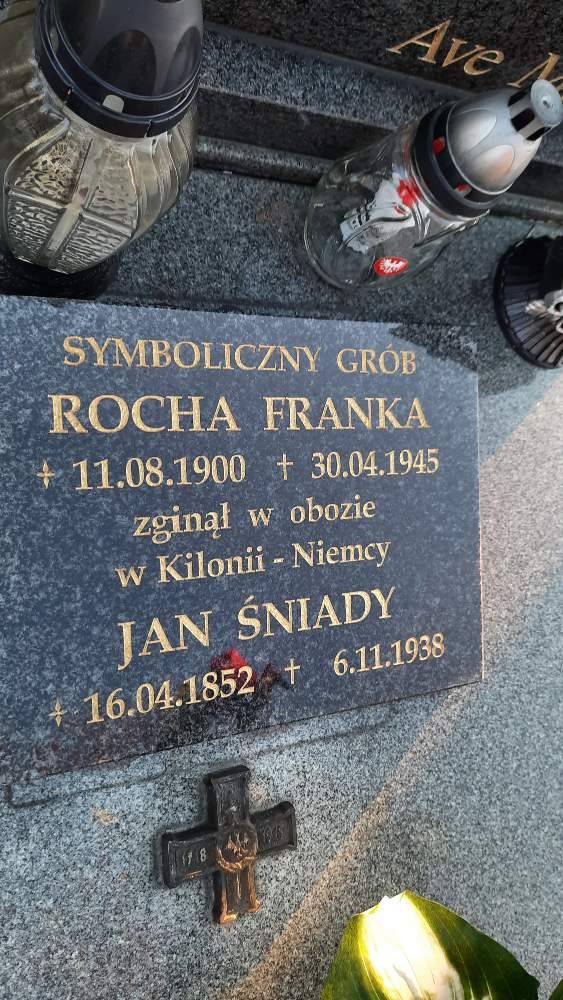 Ave M
SYMBOLICZNY GRÓB
ROCHA FRANKA
11.08.1900 † 30.04.1945
zginął w obozie
w Kilonii - Niemcy
JAN ŚNIADY
16.04.1852 † 6.11.1938